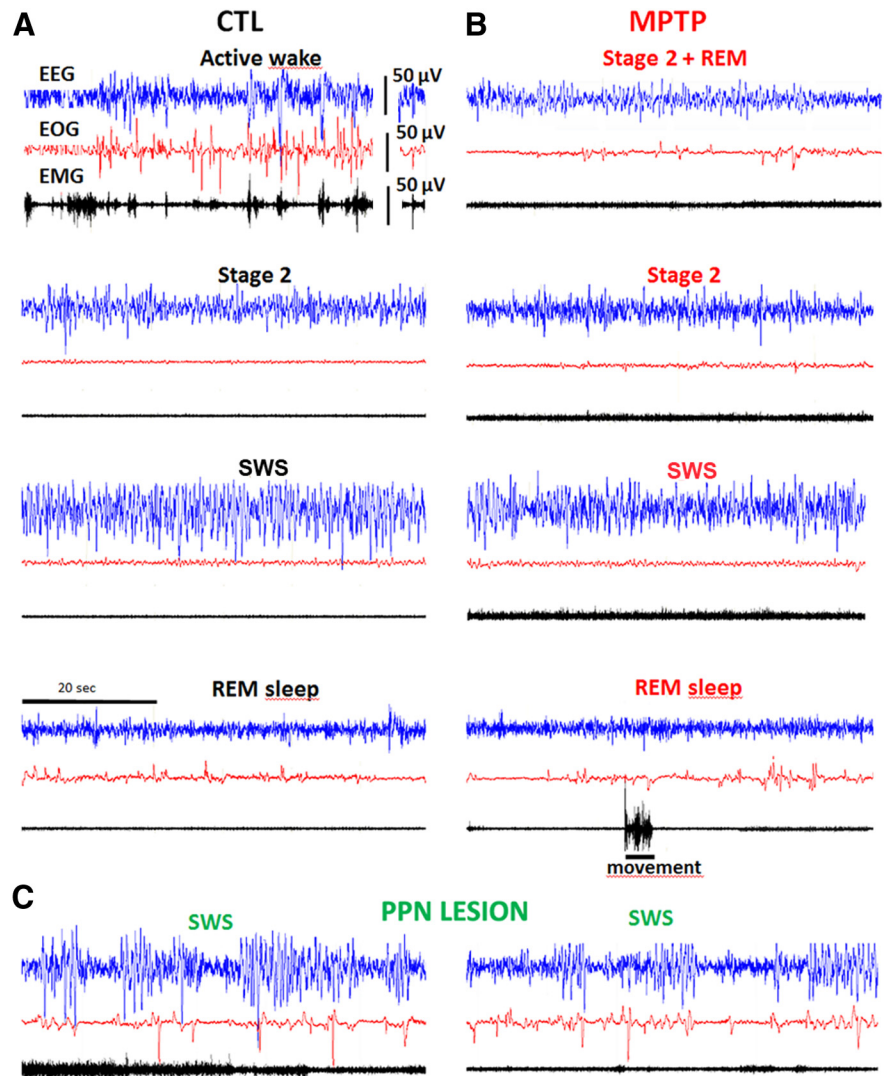 A
CTL
Active wake
EEG
50 µV
EOG
50 µV
EMG
50 µV
Stage 2
SWS
20 sec
REM sleep
B
MPTP
Stage 2 + REM
Stage 2
SWS
REM sleep
movement
C
PPN LESION
SWS
SWS